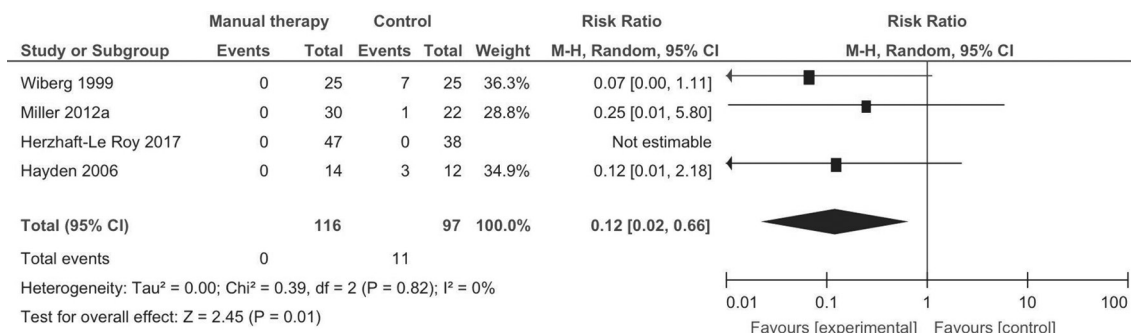 Manual therapy Control Risk Ratio Risk Ratio
Study or Subgroup Events Total Events Total Weight M-H, Random, 95% CI M-H, Random, 95% CI
Wiberg 1999 0 25 7 25 36.3% 0.07 [0.00, 1.11]
Miller 2012a 0 30 1 22 28.8% 0.25 [0.01, 5.80]
Herzhaft-Le Roy 2017 0 47 0 38 Not estimable
Hayden 2006 0 14 3 12 34.9% 0.12 [0.01, 2.18]
Total (95% CI) 116 97 100.0% 0.12 [0.02, 0.66]
Total events 0 11
Heterogeneity: Tau² = 0.00; Chi² = 0.39, df = 2 (P = 0.82); I² = 0%
Test for overall effect: Z = 2.45 (P = 0.01)
0.01 0.1 1 10 100
Favours [experimental] Favours [control]